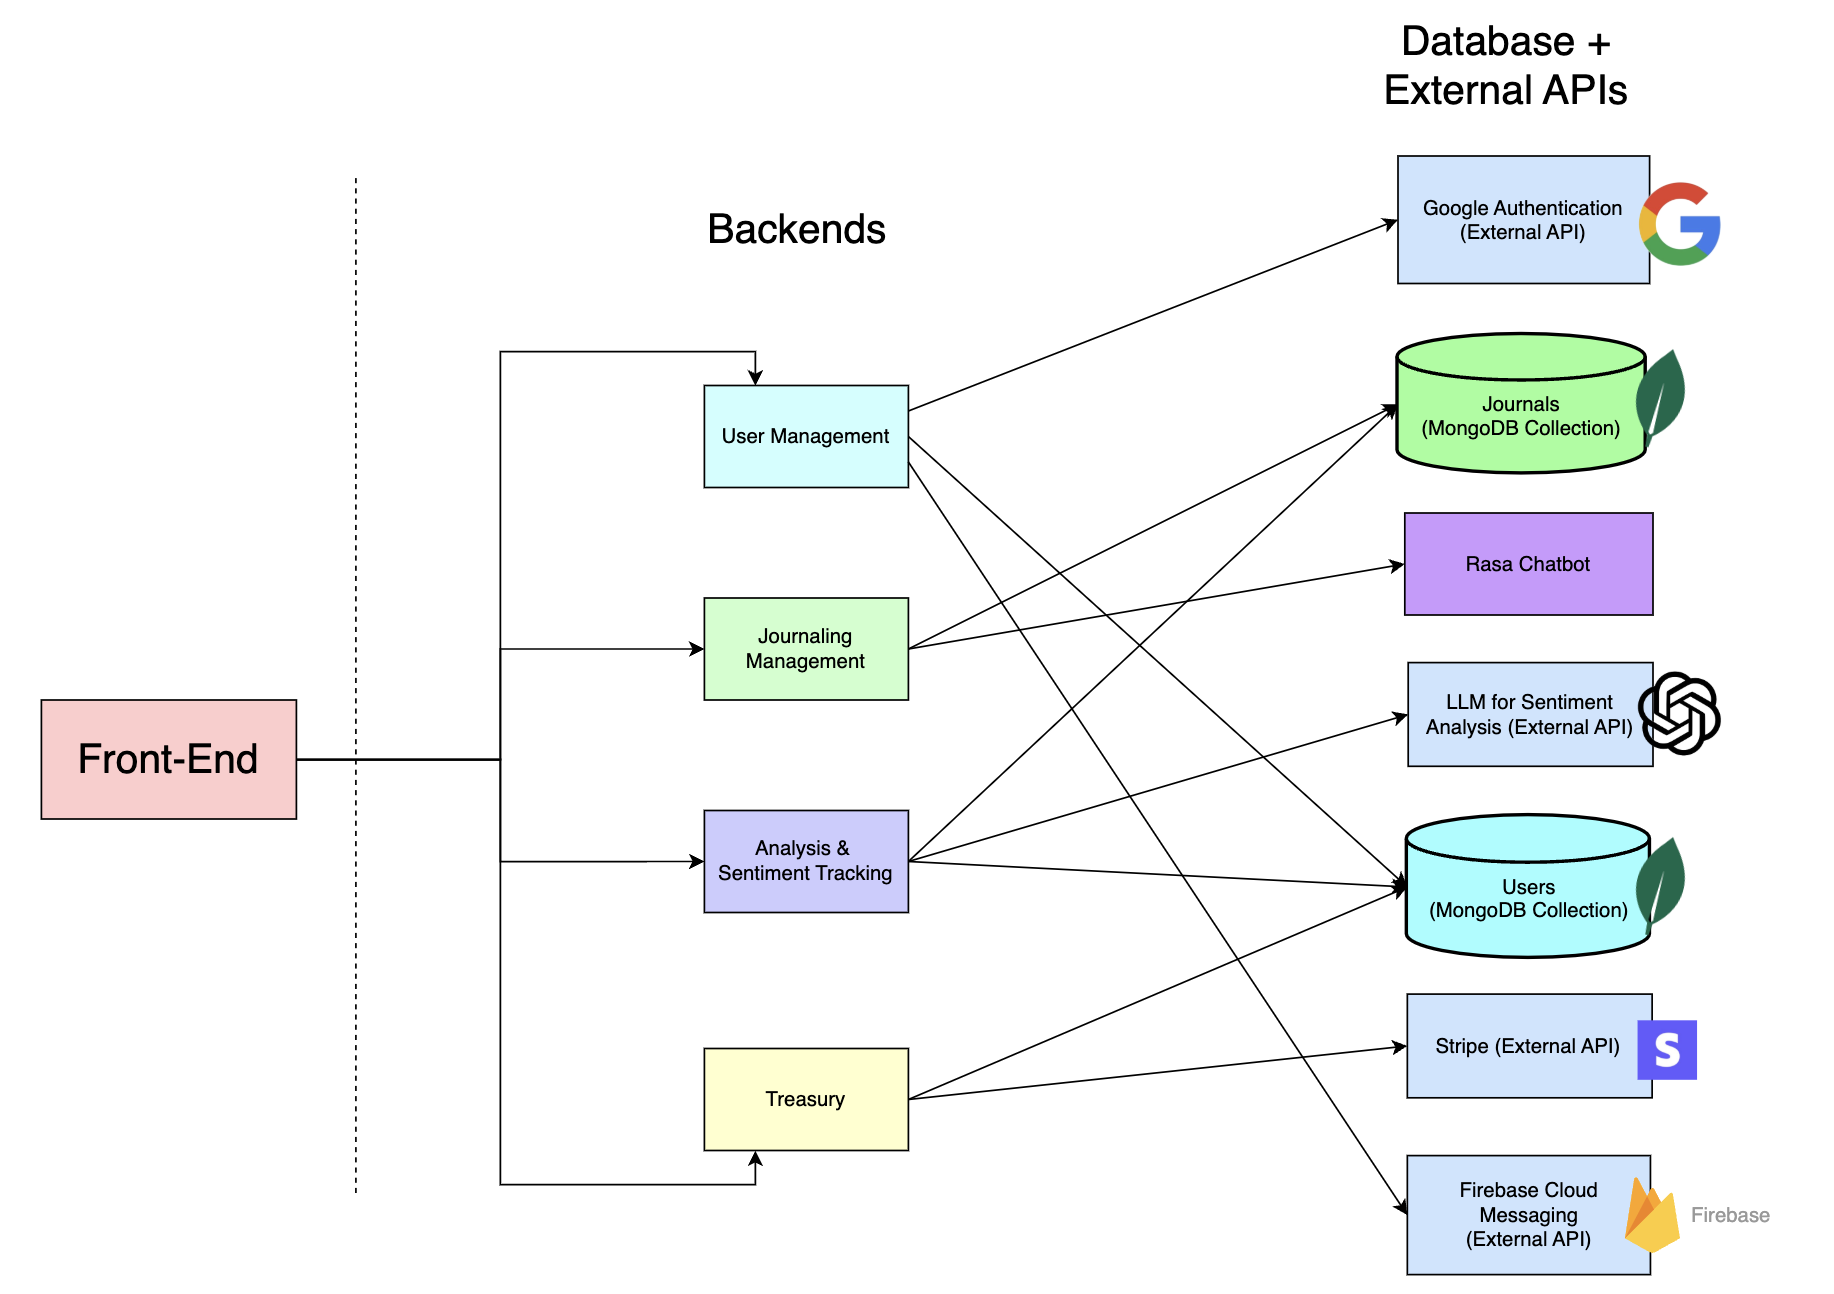 Database +
External APIs
Backends
Google Authentication
(External API)
Journals
(MongoDB Collection)
User Management
Rasa Chatbot
Journaling
Management
LLM for Sentiment
Analysis (External API)
Front-End
Analysis &
Sentiment Tracking
Users
(MongoDB Collection)
Stripe (External API)
S
Treasury
Firebase Cloud
Messaging
(External API)
Firebase